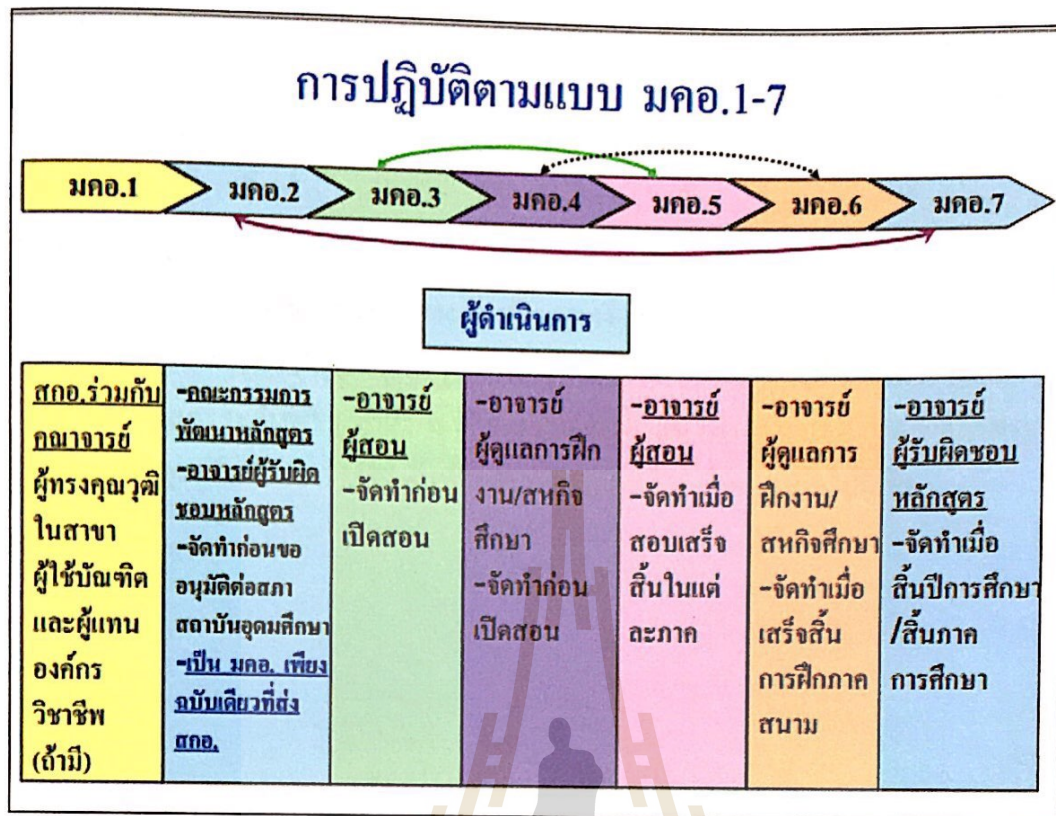 การปฏิบัติตามแบบ มคอ.1-7
มคอ.1
มคอ.2
มคอ.3
มคอ.4
มคอ.5
มคอ.6
มคอ.7
ผู้ดำเนินการ
สกอ.ร่วมกับ
คณาจารย์
ผู้ทรงคุณวุฒิ
ในสาขา
ผู้ใช้บัณฑิต
และผู้แทน
องค์กร
วิชาชีพ
(ถ้ามี)
-คณะกรรมการ
พัฒนาหลักสูตร
-อาจารย์ผู้รับผิด
ชอบหลักสูตร
-จัดทำก่อนขอ
อนุมัติต่อสภา
สถาบันอุดมศึกษา
-เป็น มคอ. เพียง
ฉบับเดียวที่ส่ง
สกอ.
-อาจารย์
ผู้สอน
-จัดทำก่อน
เปิดสอน
-อาจารย์
ผู้ดูแลการฝึก
งาน/สหกิจ
ศึกษา
-จัดทำก่อน
เปิดสอน
-อาจารย์
ผู้สอน
-จัดทำเมื่อ
สอบเสร็จ
สิ้นในแต่
ละภาค
-อาจารย์
ผู้ดูแลการ
ฝึกงาน/
สหกิจศึกษา
-จัดทำเมื่อ
เสร็จสิ้น
การฝึกภาค
สนาม
-อาจารย์
ผู้รับผิดชอบ
หลักสูตร
-จัดทำเมื่อ
สิ้นปีการศึกษา
/สิ้นภาค
การศึกษา